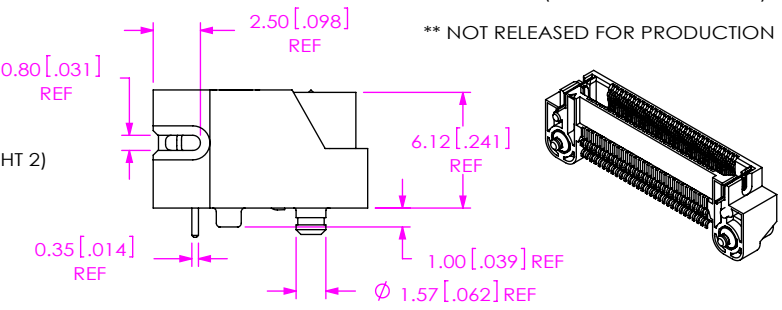 2.50 [.098]
REF
** NOT RELEASED FOR PRODUCTION
0.80 [.031]
REF
6.12 [.241]
REF
HT 2)
0.35 [.014]
REF
1.00 [.039] REF
Ø 1.57 [.062] REF